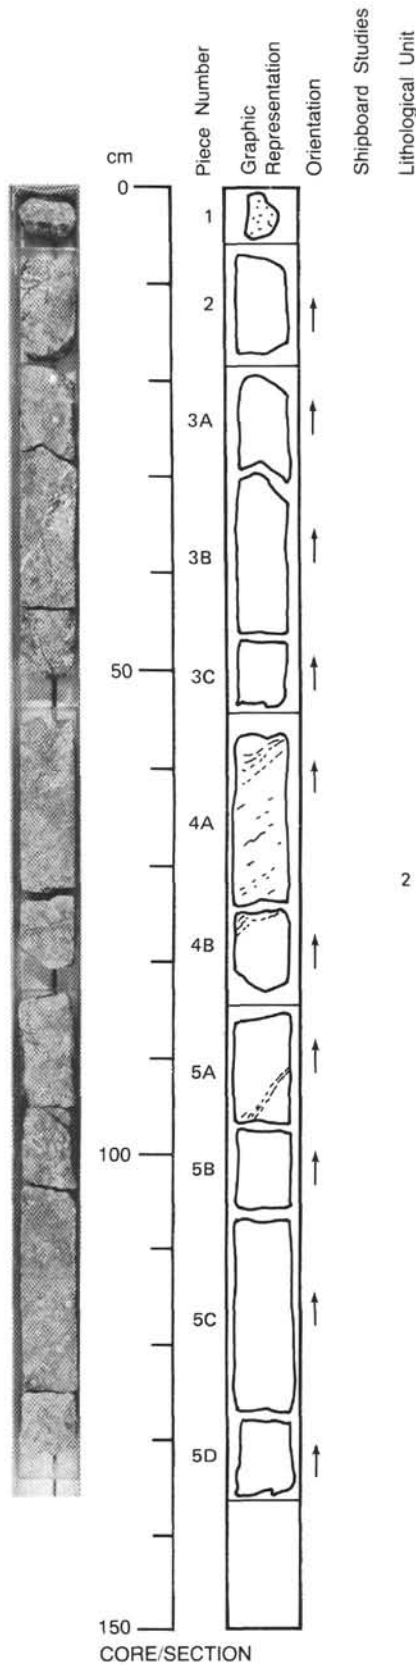 cm
Piece Number
Graphic
Representation
Orientation
Shipboard Studies
Lithological Unit
0
1
2
3A
3B
50
3C
4A
2
4B
5A
100
5B
5C
5D
150
CORE/SECTION